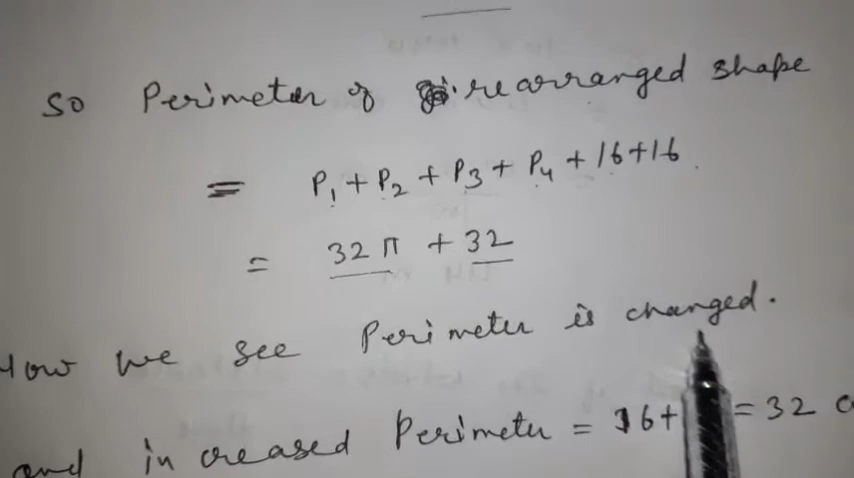 So Perimeter of rearranged shape
= P₁ + P₂ + P₃ + P₄ + 16+16
= 32π + 32
Now we see Perimeter is changed.
and increased Perimeter = 16+ = 32